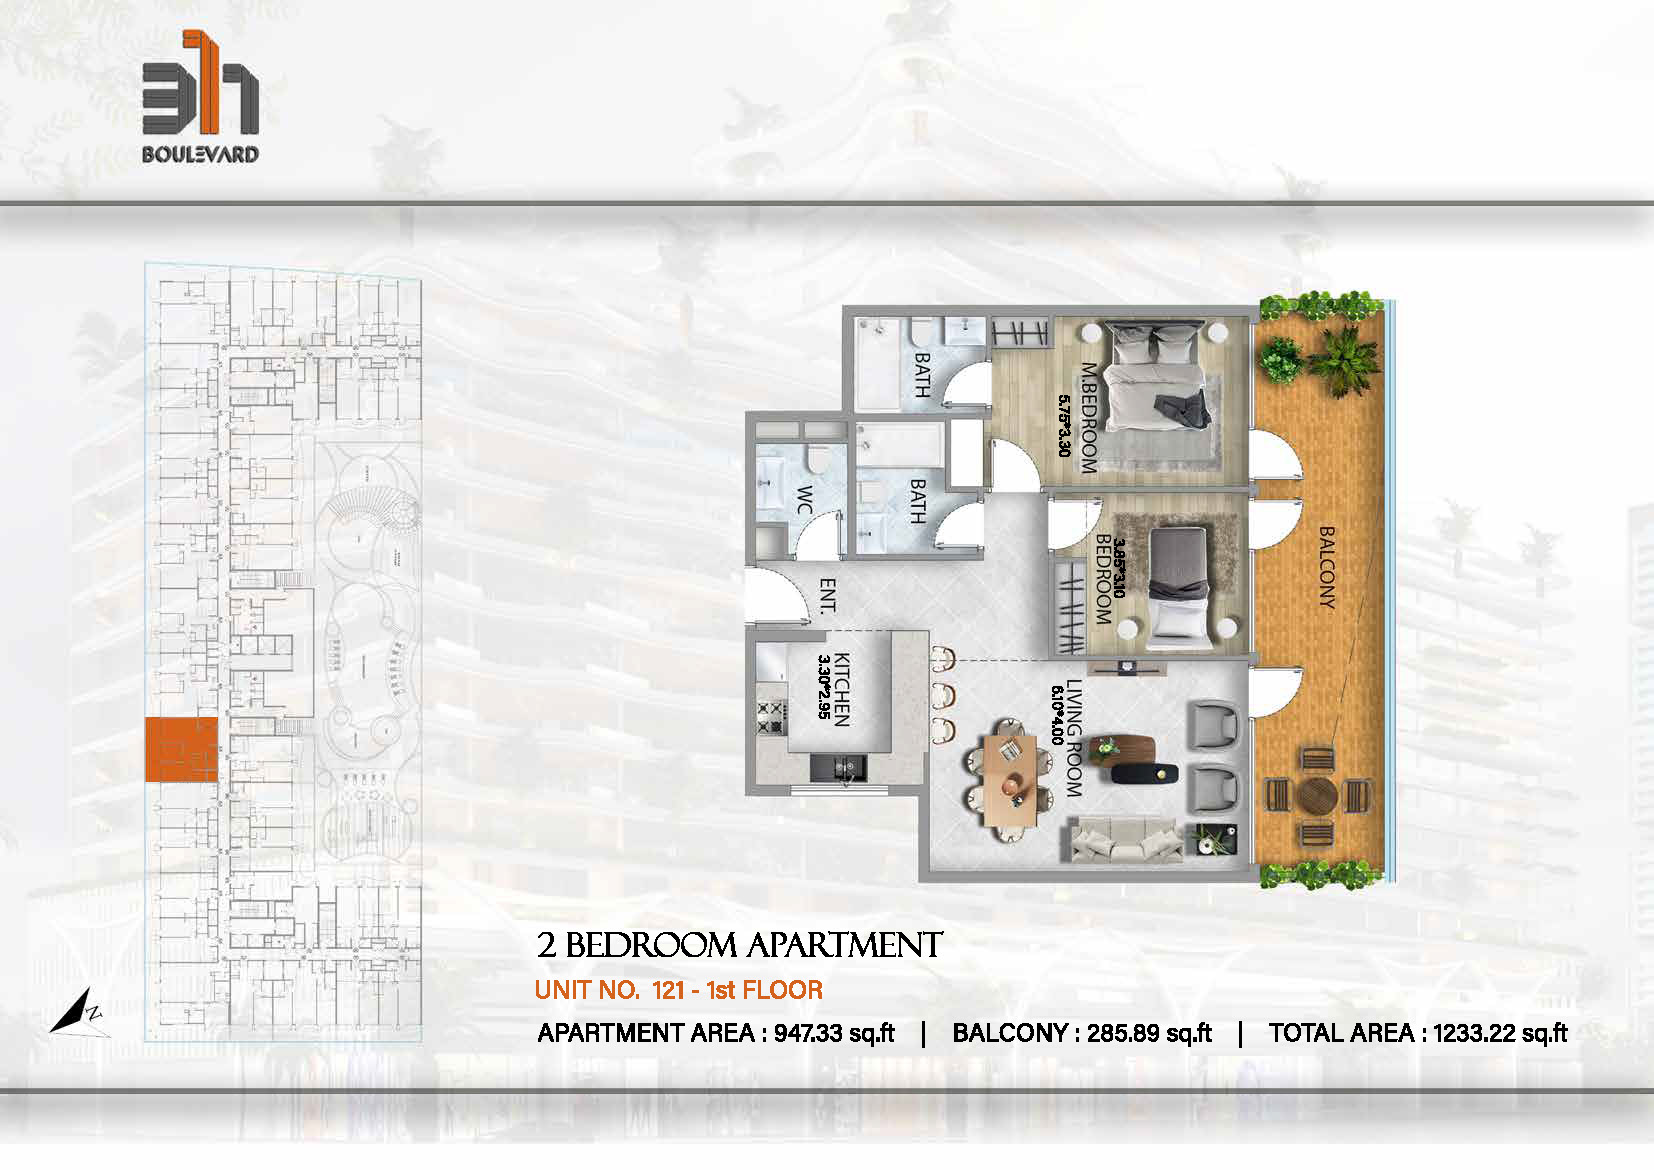 311
BOULEVARD
BATH
M.BEDROOM
5.75*3.30
WC
BATH
3.85*3.10
BEDROOM
BALCONY
ENT.
KITCHEN
3.30*2.95
LIVING ROOM
6.10*4.00
N
2 BEDROOM APARTMENT
UNIT NO. 121 - 1st FLOOR
APARTMENT AREA : 947.33 sq.ft | BALCONY : 285.89 sq.ft | TOTAL AREA : 1233.22 sq.ft